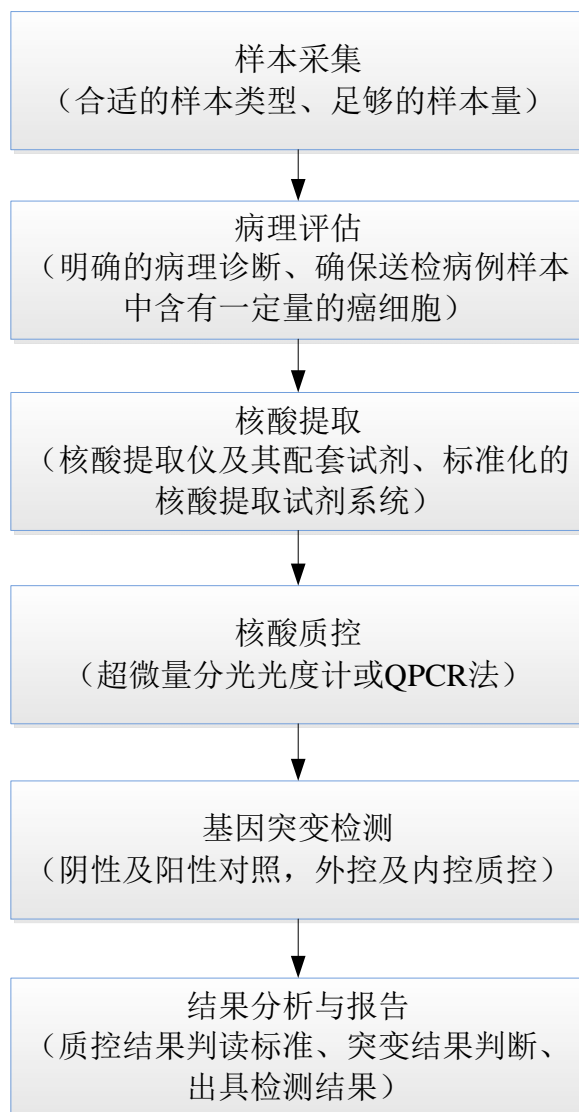 样本采集
（合适的样本类型、足够的样本量）
病理评估
（明确的病理诊断、确保送检病例样本
中含有一定量的癌细胞）
核酸提取
（核酸提取仪及其配套试剂、标准化的
核酸提取试剂系统）
核酸质控
（超微量分光光度计或QPCR法）
基因突变检测
（阴性及阳性对照，外控及内控质控）
结果分析与报告
（质控结果判读标准、突变结果判断、
出具检测结果）